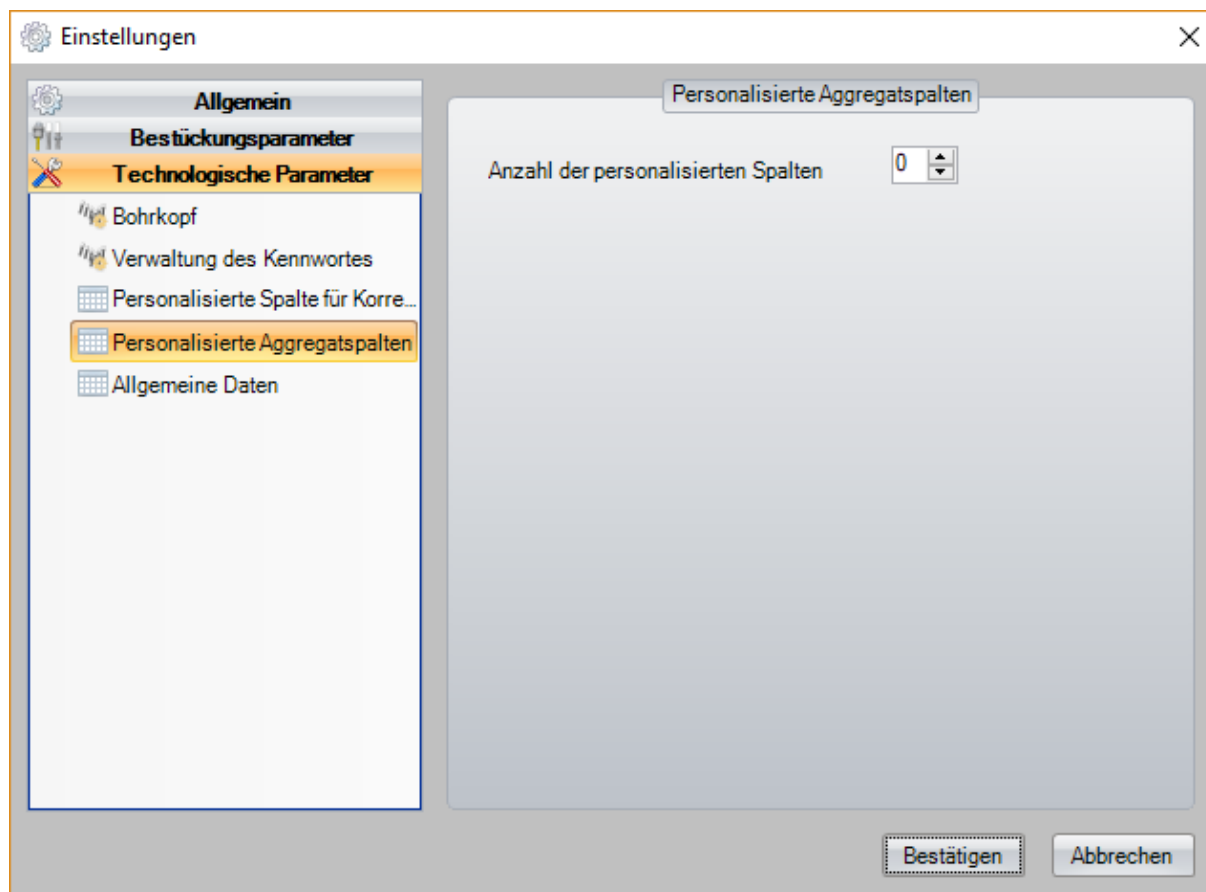 Einstellungen
Allgemein
Bestückungsparameter
Technologische Parameter
Bohrkopf
Verwaltung des Kennwortes
Personalisierte Spalte für Korre...
Personalisierte Aggregatspalten
Allgemeine Daten
Personalisierte Aggregatspalten
Anzahl der personalisierten Spalten 0
Bestätigen Abbrechen